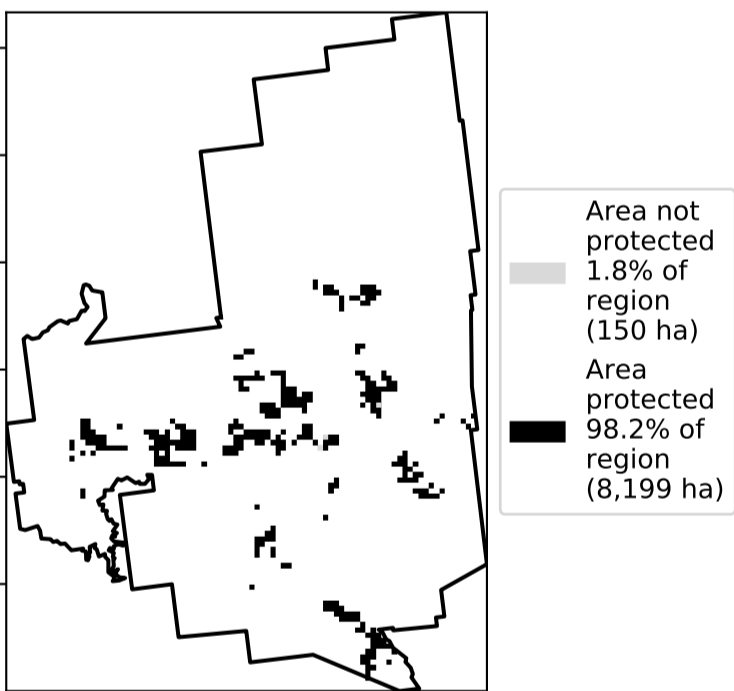 Area not
protected
1.8% of
region
(150 ha)
Area
protected
98.2% of
region
(8,199 ha)